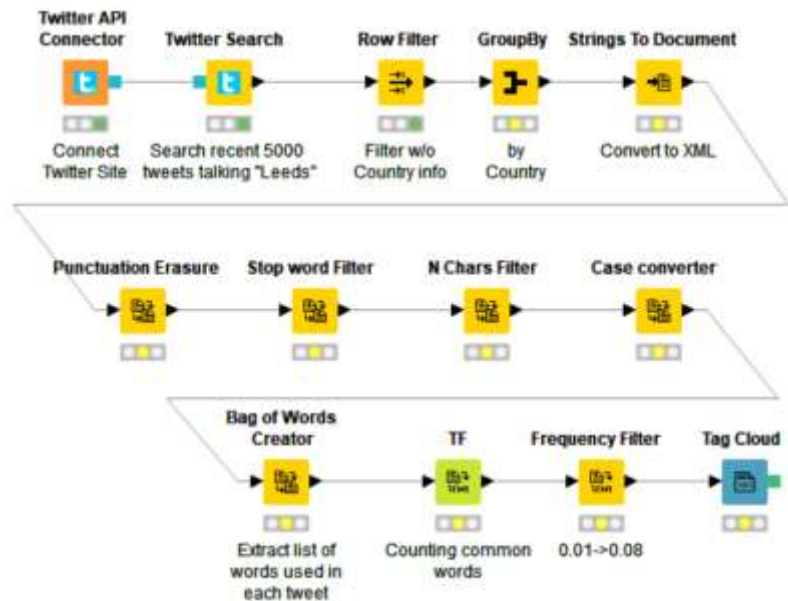 Twitter API
Connector
Twitter Search
Row Filter
GroupBy
Strings To Document
Connect
Twitter Site
Search recent 5000
tweets talking "Leeds"
Filter w/o
Country info
by
Country
Convert to XML
Punctuation Erasure
Stop word Filter
N Chars Filter
Case converter
Bag of Words
Creator
TF
Frequency Filter
Tag Cloud
Extract list of
words used in
each tweet
Counting common
words
0.01->0.08